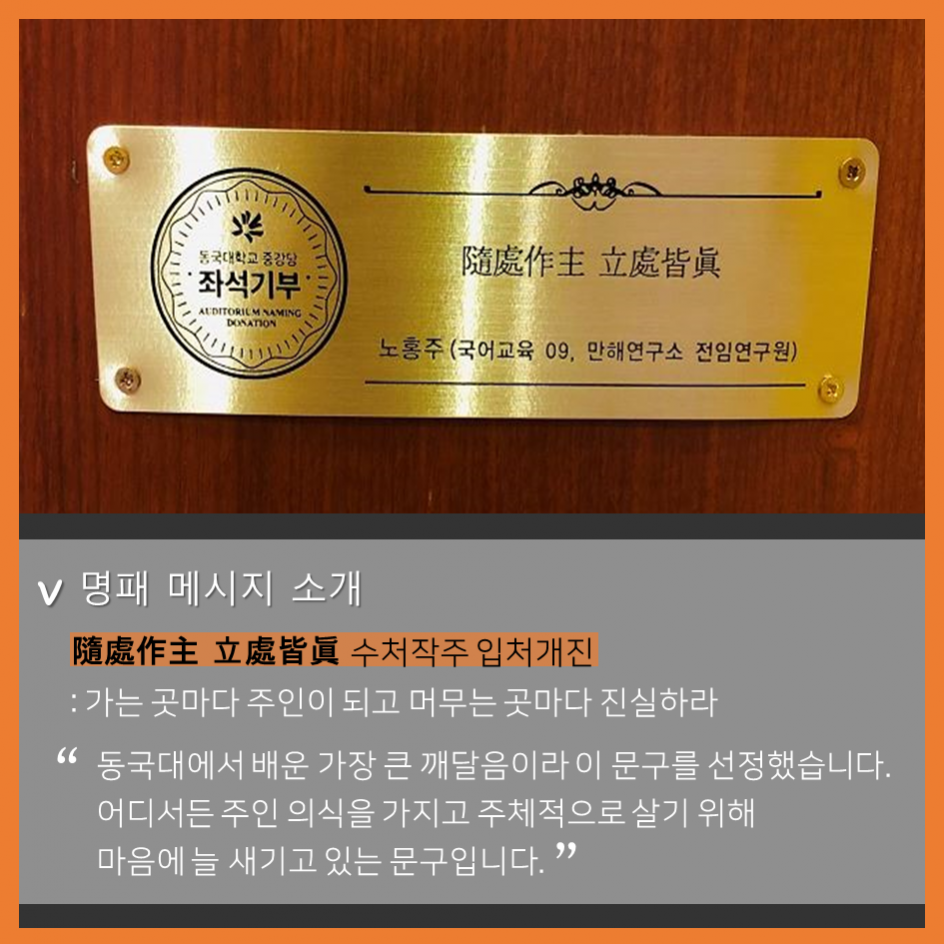 동국대학교 중강당
좌석기부
AUDITORIUM NAMING
DONATION
隨處作主 立處皆眞
노홍주 (국어교육 09, 만해연구소 전임연구원)
V 명패 메시지 소개
隨處作主 立處皆眞 수처작주 입처개진
: 가는 곳마다 주인이 되고 머무는 곳마다 진실하라
“ 동국대에서 배운 가장 큰 깨달음이라 이 문구를 선정했습니다.
어디서든 주인 의식을 가지고 주체적으로 살기 위해
마음에 늘 새기고 있는 문구입니다. ”